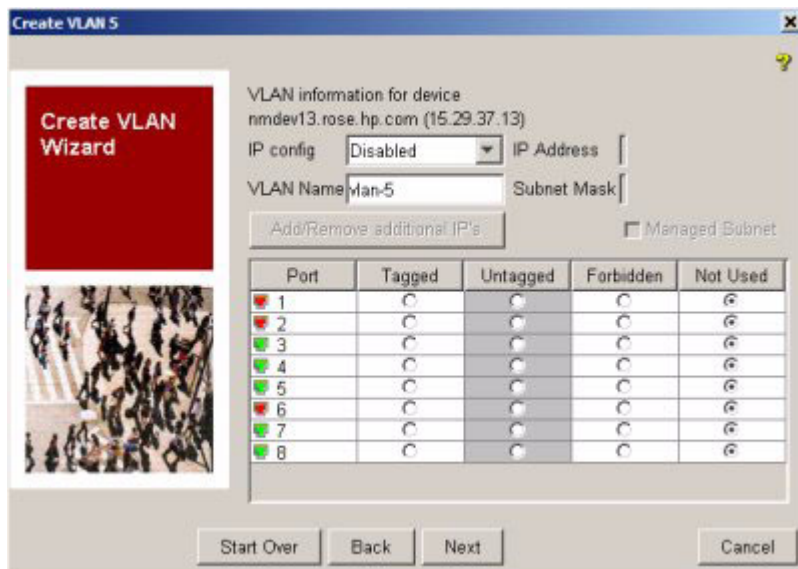 Create VLAN 5
Create VLAN
Wizard
VLAN information for device
nmdev13.rose.hp.com (15.29.37.13)
IP config Disabled IP Address
VLAN Name vlan-5 Subnet Mask
Add/Remove additional IP's Managed Subnet
Port Tagged Untagged Forbidden Not Used
1
2
3
4
5
6
7
8
Start Over Back Next Cancel